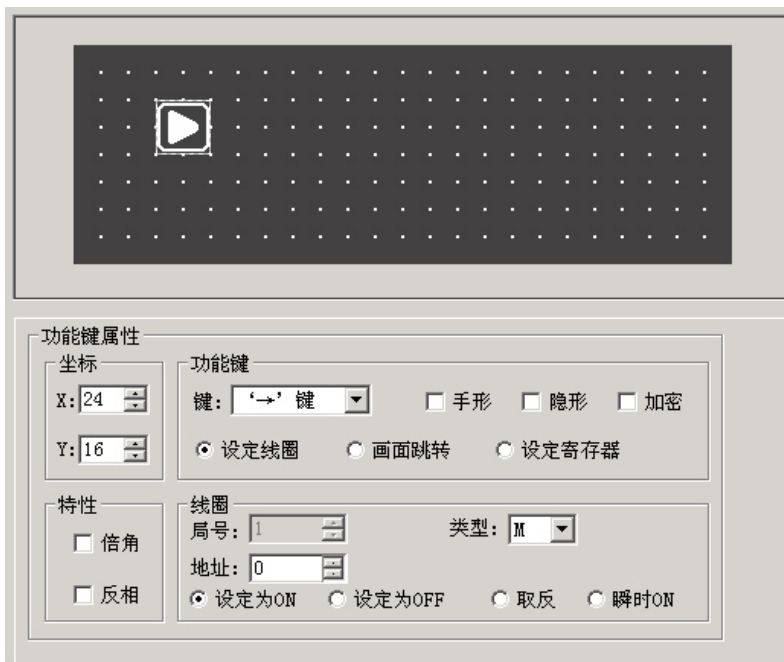 功能键属性
坐标
X: 24
Y: 16
功能键
键: ‘→’键 手形 隐形 加密
设定线圈 画面跳转 设定寄存器
特性
倍角
反相
线圈
局号: 1 类型: M
地址: 0
设定为ON 设定为OFF 取反 瞬时ON